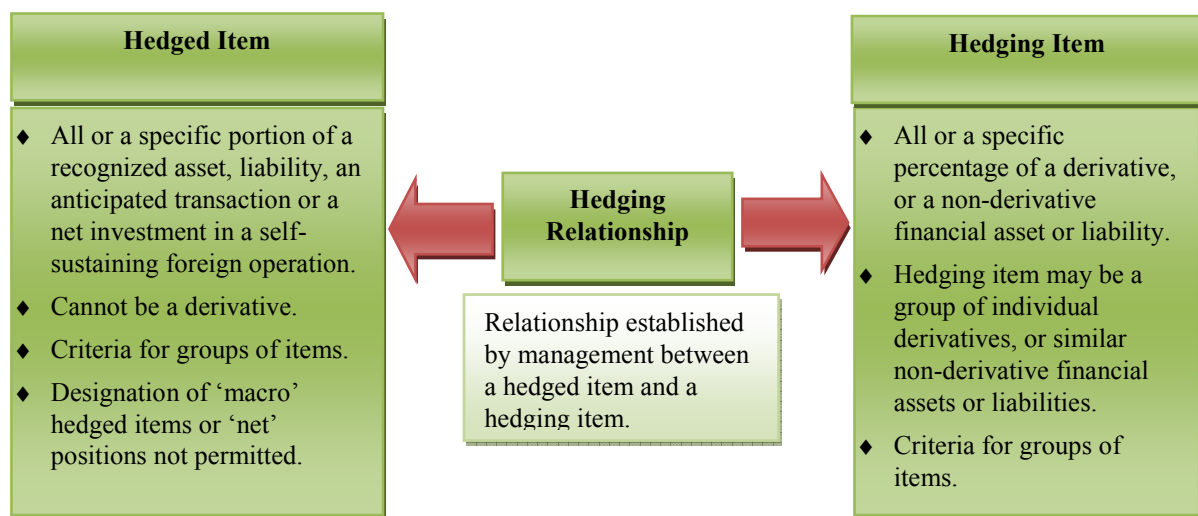 Hedged Item
♦ All or a specific portion of a
recognized asset, liability, an
anticipated transaction or a
net investment in a self-
sustaining foreign operation.
♦ Cannot be a derivative.
♦ Criteria for groups of items.
♦ Designation of ‘macro’
hedged items or ‘net’
positions not permitted.
Hedging
Relationship
Relationship established
by management between
a hedged item and a
hedging item.
Hedging Item
♦ All or a specific
percentage of a derivative,
or a non-derivative
financial asset or liability.
♦ Hedging item may be a
group of individual
derivatives, or similar
non-derivative financial
assets or liabilities.
♦ Criteria for groups of
items.